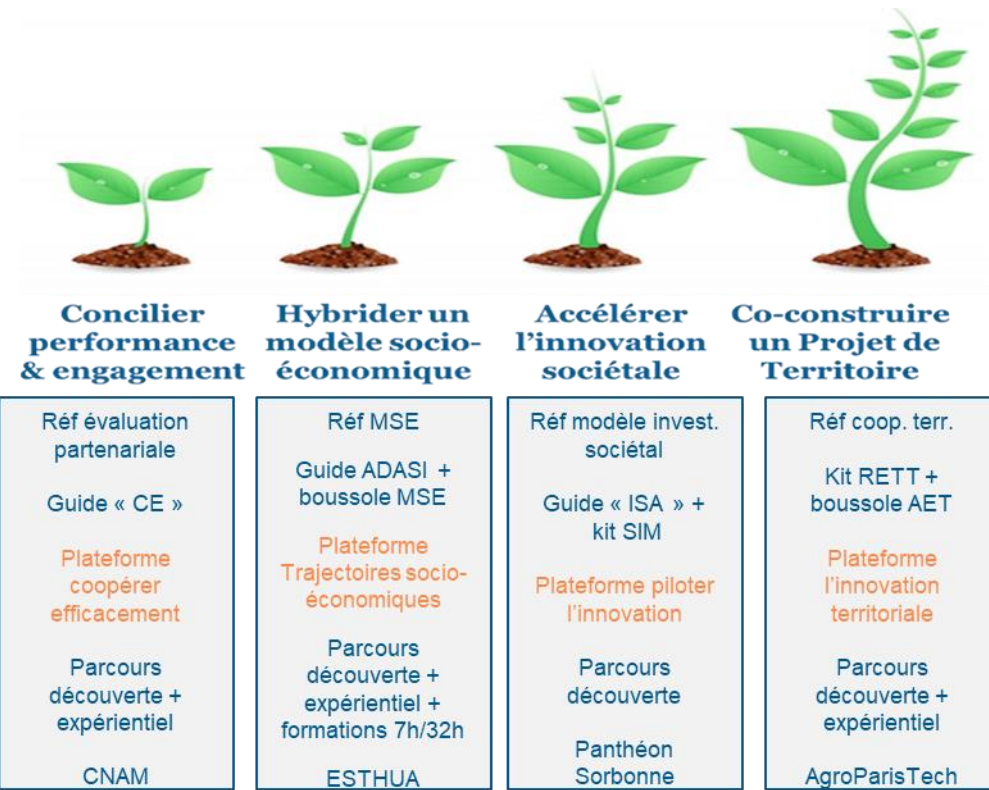 Concilier
performance
& engagement
Réf évaluation
partenariale
Guide « CE »
Plateforme
coopérer
efficacement
Parcours
découverte +
expérientiel
CNAM
Hybrider un
modèle socio-
économique
Réf MSE
Guide ADASI +
boussole MSE
Plateforme
Trajectoires socio-
économiques
Parcours
découverte +
expérientiel +
formations 7h/32h
ESTHUA
Accélérer
l’innovation
sociétale
Réf modèle invest.
sociétal
Guide « ISA » +
kit SIM
Plateforme piloter
l’innovation
Parcours
découverte
Panthéon
Sorbonne
Co-construire
un Projet de
Territoire
Réf coop. terr.
Kit RETT +
boussole AET
Plateforme
l’innovation
territoriale
Parcours
découverte +
expérientiel
AgroParisTech